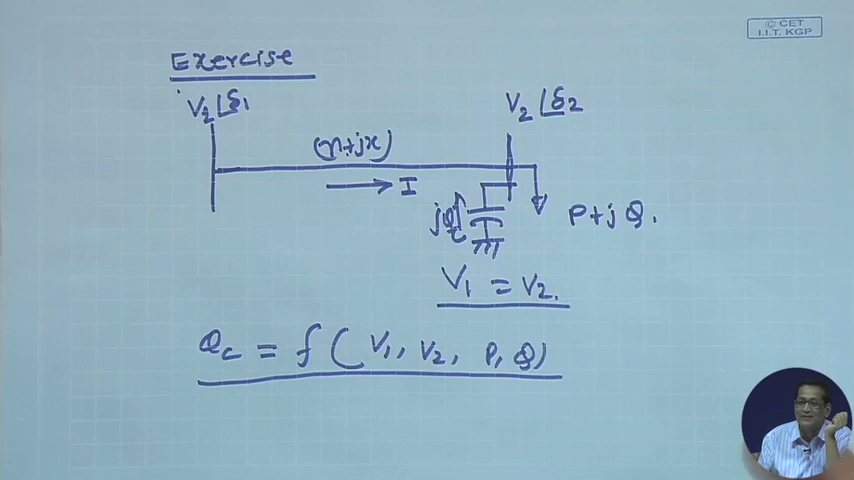 © CET
I.I.T. KGP
Exercise
V2 ∠δ1
V2 ∠δ2
(r+jx)
I
jQc
P+jQ.
V1 = V2.
Qc = f(V1, V2, P, Q)